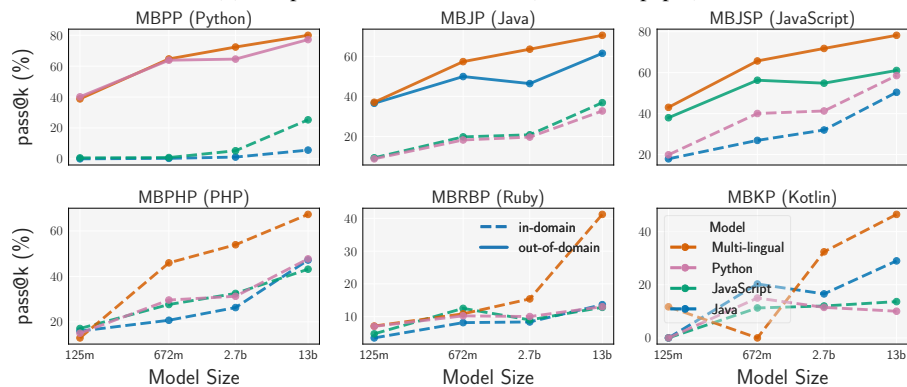 MBPP (Python)
MBJP (Java)
MBJSP (JavaScript)
pass@k (%)
80
60
40
20
0
60
40
20
80
60
40
20
MBPHP (PHP)
MBRBP (Ruby)
MBKP (Kotlin)
pass@k (%)
60
40
20
40
30
20
10
in-domain
out-of-domain
40
20
0
Model
Multi-lingual
Python
JavaScript
Java
125m 672m 2.7b 13b
125m 672m 2.7b 13b
125m 672m 2.7b 13b
Model Size
Model Size
Model Size